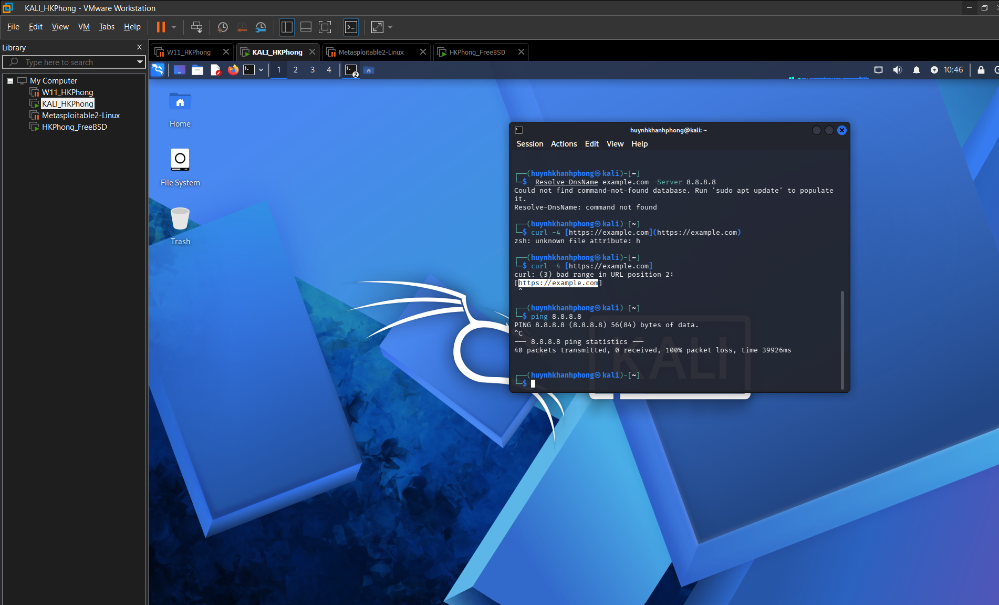 KALI_HKPhong - VMware Workstation
File Edit View VM Tabs Help
Library
Type here to search
My Computer
W11_HKPhong
KALI_HKPhong
Metasploitable2-Linux
HKPhong_FreeBSD
W11_HKPhong KALI_HKPhong Metasploitable2-Linux HKPhong_FreeBSD
1 2 3 4 2 10:46
Home
File System
Trash
huynhkhanhphong@kali: ~
Session Actions Edit View Help
┌──(huynhkhanhphong㉿kali)-[~]
└─$ Resolve-DnsName example.com -Server 8.8.8.8
Could not find command-not-found database. Run 'sudo apt update' to populate
it.
Resolve-DnsName: command not found
┌──(huynhkhanhphong㉿kali)-[~]
└─$ curl -4 [https://example.com](https://example.com)
zsh: unknown file attribute: h
┌──(huynhkhanhphong㉿kali)-[~]
└─$ curl -4 [https://example.com]
curl: (3) bad range in URL position 2:
[https://example.com]
^
┌──(huynhkhanhphong㉿kali)-[~]
└─$ ping 8.8.8.8
PING 8.8.8.8 (8.8.8.8) 56(84) bytes of data.
^C
--- 8.8.8.8 ping statistics ---
40 packets transmitted, 0 received, 100% packet loss, time 39926ms
┌──(huynhkhanhphong㉿kali)-[~]
└─$
KALI